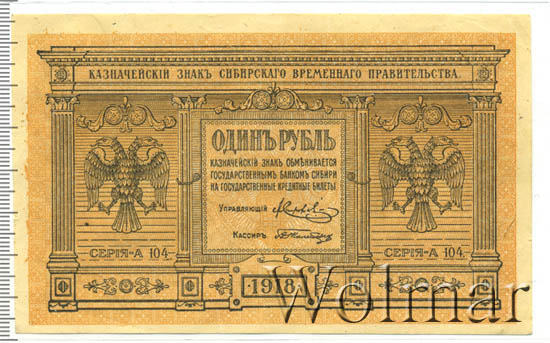 КАЗНАЧЕЙСКIЙ ЗНАКЪ СИБИРСКАГО ВРЕМЕННАГО ПРАВИТЕЛЬСТВА.
ОДИНЪ РУБЛЬ
КАЗНАЧЕЙСКIЙ ЗНАКЪ ОБМѢНИВАЕТСЯ
ГОСУДАРСТВЕННЫМЪ БАНКОМЪ СИБИРИ
НА ГОСУДАРСТВЕННЫЕ КРЕДИТНЫЕ БИЛЕТЫ.
УПРАВЛЯЮЩIЙ
КАССИРЪ
СЕРIЯ-А 104. СЕРIЯ-А 104.
1918 г.
Wolmar